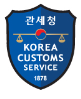 관세청
KOREA
CUSTOMS
SERVICE
1878